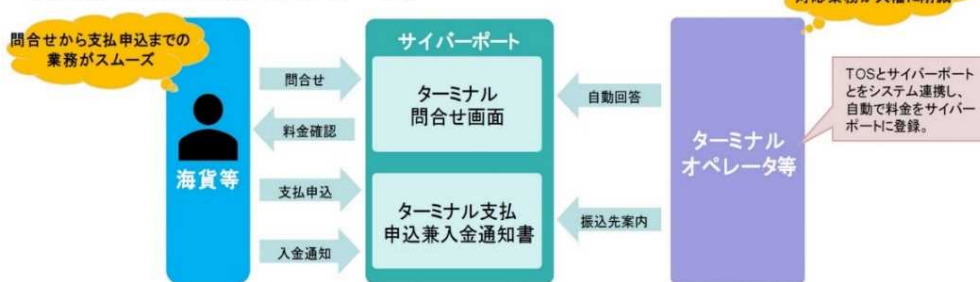 問合せから支払申込までの
業務がスムーズ
海貨等
問合せ
料金確認
支払申込
入金通知
サイバーポート
ターミナル
問合せ画面
ターミナル支払
申込兼入金通知書
自動回答
振込先案内
ターミナル
オペレータ等
TOSとサイバーポート
とをシステム連携し、
自動で料金をサイバー
ポートに登録。